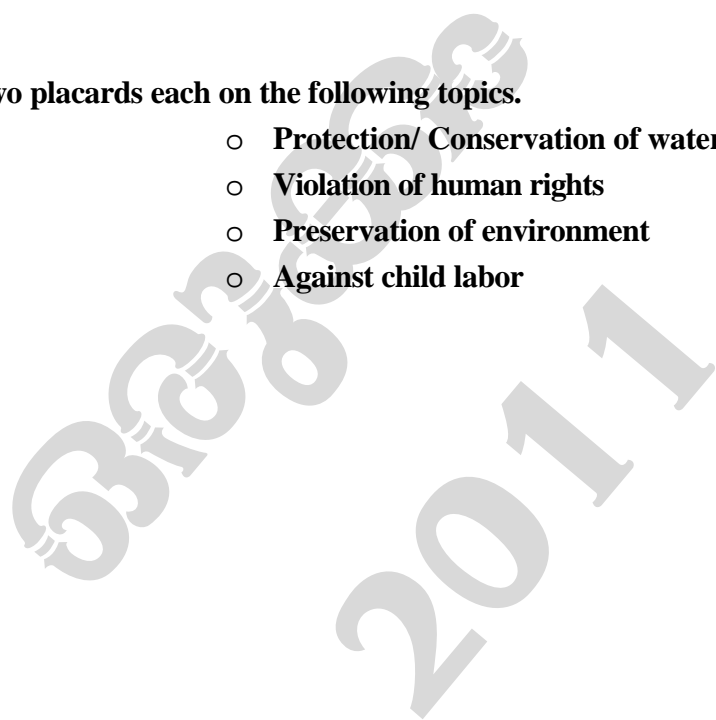 placards each on the following topics.
o Protection/ Conservation of water
o Violation of human rights
o Preservation of environment
o Against child labor
2011